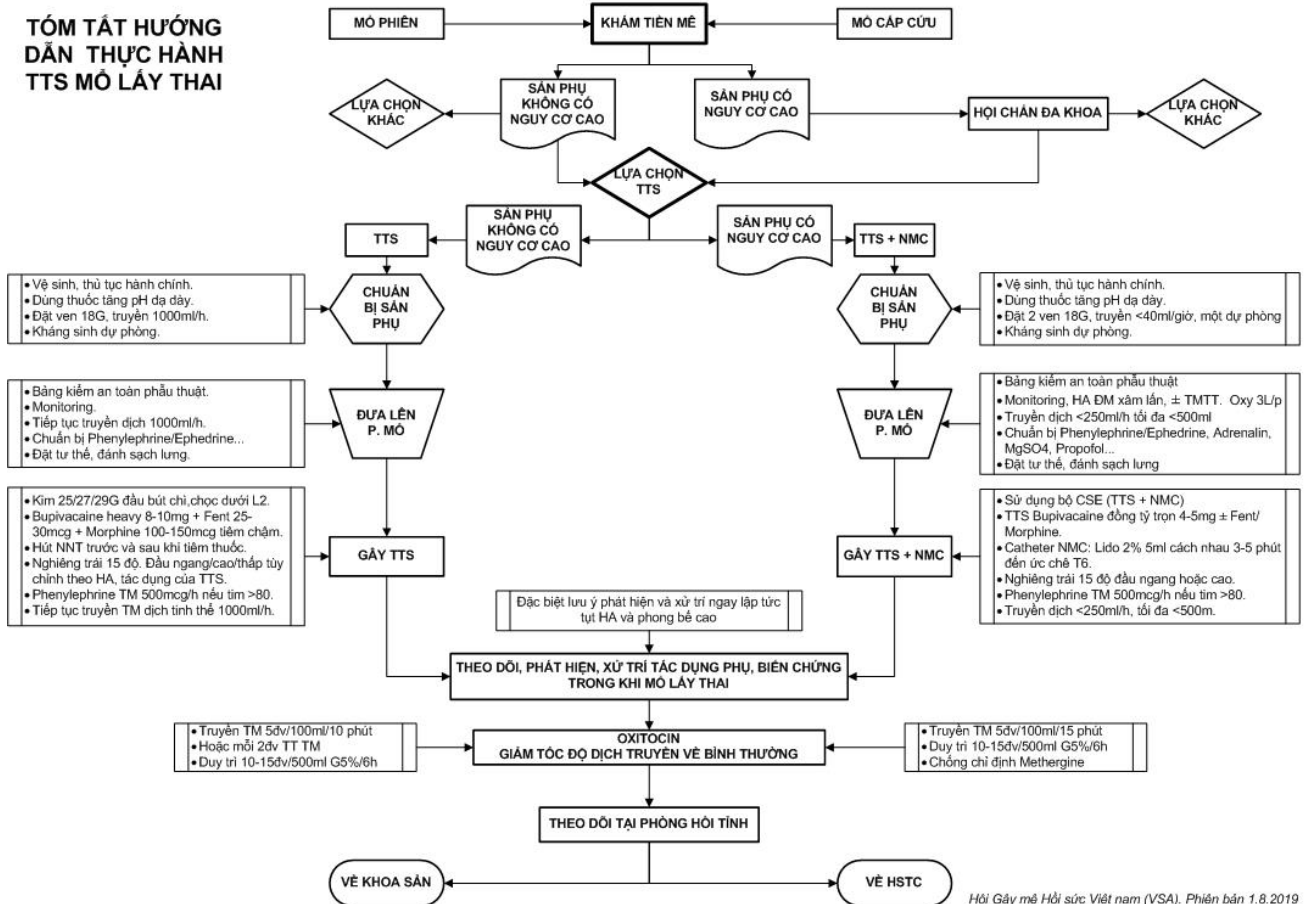 TÓM TẮT HƯỚNG
DẪN THỰC HÀNH
TTS MỔ LẤY THAI
MỔ PHIÊN
KHÁM TIỀN MÊ
MỔ CẤP CỨU
LỰA CHỌN
KHÁC
SẢN PHỤ
KHÔNG CÓ
NGUY CƠ CAO
SẢN PHỤ CÓ
NGUY CƠ CAO
HỘI CHẨN ĐA KHOA
LỰA CHỌN
KHÁC
LỰA CHỌN
TTS
TTS
SẢN PHỤ
KHÔNG CÓ
NGUY CƠ CAO
SẢN PHỤ CÓ
NGUY CƠ CAO
TTS + NMC
• Vệ sinh, thủ tục hành chính.
• Dùng thuốc tăng pH dạ dày.
• Đặt ven 18G, truyền 1000ml/h.
• Kháng sinh dự phòng.
CHUẨN
BỊ SẢN
PHỤ
CHUẨN
BỊ SẢN
PHỤ
• Vệ sinh, thủ tục hành chính.
• Dùng thuốc tăng pH dạ dày.
• Đặt 2 ven 18G, truyền <40ml/giờ, một dự phòng
• Kháng sinh dự phòng.
• Bảng kiểm an toàn phẫu thuật.
• Monitoring.
• Tiếp tục truyền dịch 1000ml/h.
• Chuẩn bị Phenylephrine/Ephedrine...
• Đặt tư thế, đánh sạch lưng.
ĐƯA LÊN
P. MỔ
ĐƯA LÊN
P. MỔ
• Bảng kiểm an toàn phẫu thuật
• Monitoring, HA ĐM xâm lấn, ± TMTT. Oxy 3L/p
• Truyền dịch <250ml/h tối đa <500ml
• Chuẩn bị Phenylephrine/Ephedrine, Adrenalin,
MgSO4, Propofol...
• Đặt tư thế, đánh sạch lưng
• Kim 25/27/29G đầu bút chì,chọc dưới L2.
• Bupivacaine heavy 8-10mg + Fent 25-
30mcg + Morphine 100-150mcg tiêm chậm.
• Hút NNT trước và sau khi tiêm thuốc.
• Nghiêng trái 15 độ. Đầu ngang/cao/thấp tùy
chỉnh theo HA, tác dụng của TTS.
• Phenylephrine TM 500mcg/h nếu tim >80.
• Tiếp tục truyền TM dịch tinh thể 1000ml/h.
GÂY TTS
GÂY TTS + NMC
• Sử dụng bộ CSE (TTS + NMC)
• TTS Bupivacaine đồng tỷ trọn 4-5mg ± Fent/
Morphine.
• Catheter NMC: Lido 2% 5ml cách nhau 3-5 phút
đến ức chế T6.
• Nghiêng trái 15 độ đầu ngang hoặc cao.
• Phenylephrine TM 500mcg/h nếu tim >80.
• Truyền dịch <250ml/h, tối đa <500m.
Đặc biệt lưu ý phát hiện và xử trí ngay lập tức
tụt HA và phong bế cao
THEO DÕI, PHÁT HIỆN, XỬ TRÍ TÁC DỤNG PHỤ, BIẾN CHỨNG
TRONG KHI MỔ LẤY THAI
• Truyền TM 5đv/100ml/10 phút
• Hoặc mỗi 2đv TT TM
• Duy trì 10-15đv/500ml G5%/6h
OXITOCIN
GIẢM TỐC ĐỘ DỊCH TRUYỀN VỀ BÌNH THƯỜNG
• Truyền TM 5đv/100ml/15 phút
• Duy trì 10-15đv/500ml G5%/6h
• Chống chỉ định Methergine
THEO DÕI TẠI PHÒNG HỒI TỈNH
VỀ KHOA SẢN
VỀ HSTC
Hội Gây mê Hồi sức Việt nam (VSA). Phiên bản 1.8.2019